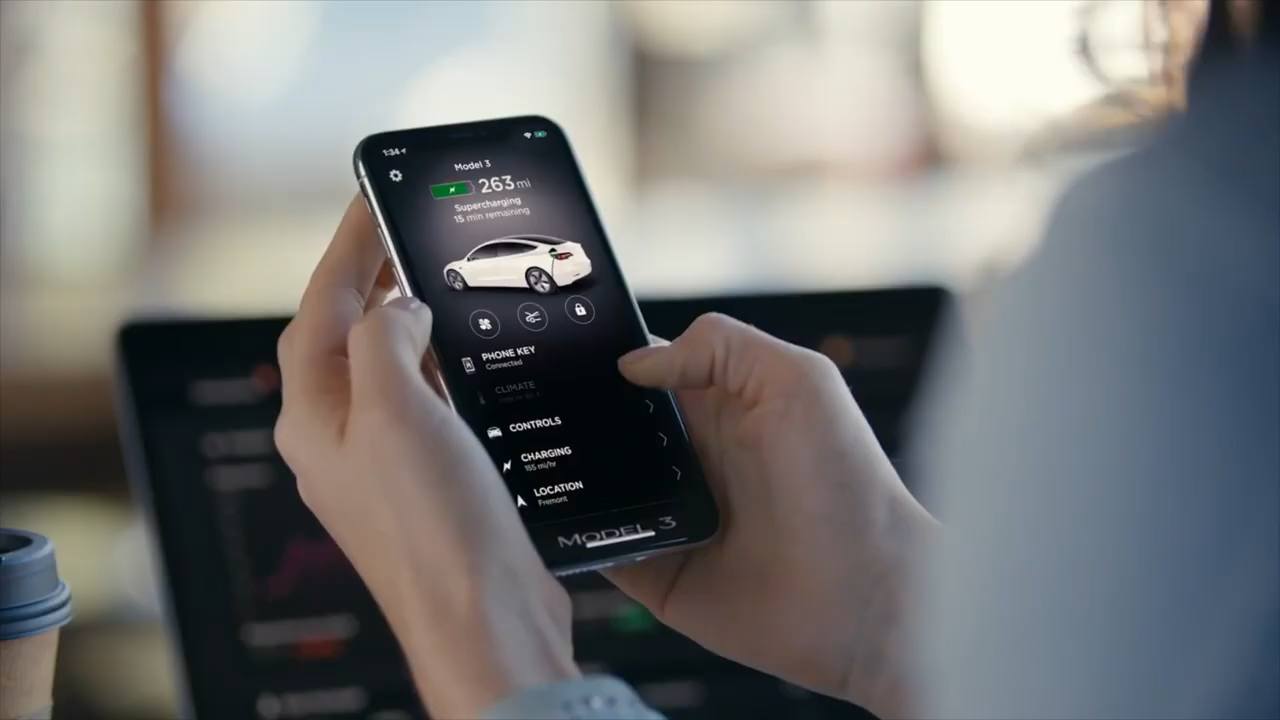 1:34
Model 3
263 mi
Supercharging
15 min remaining
PHONE KEY
Connected
CLIMATE
CONTROLS
CHARGING
155 mi/hr
LOCATION
Fremont
MODEL 3